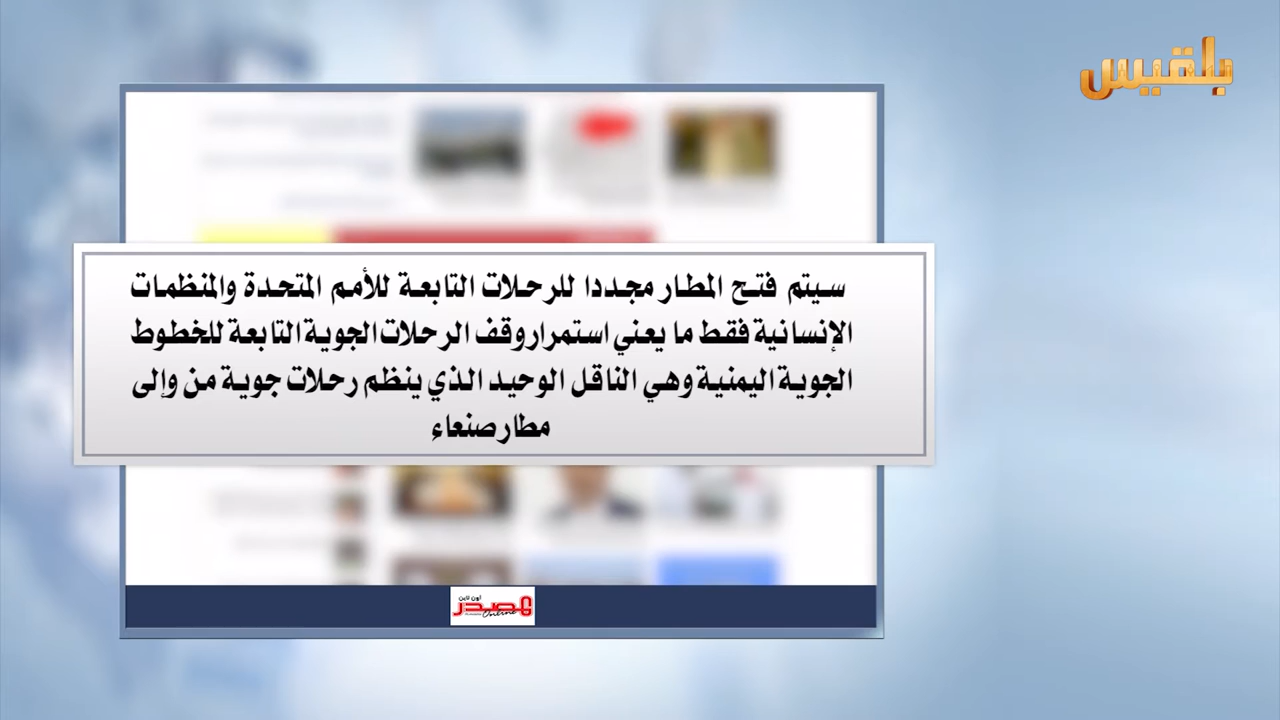 بلقيس
سيتم فتح المطار مجددا للرحلات التابعة للأمم المتحدة والمنظمات
الإنسانية فقط ما يعني استمرار وقف الرحلات الجوية التابعة للخطوط
الجوية اليمنية وهي الناقل الوحيد الذي ينظم رحلات جوية من وإلى
مطار صنعاء
المصدر
أون لاين
Online